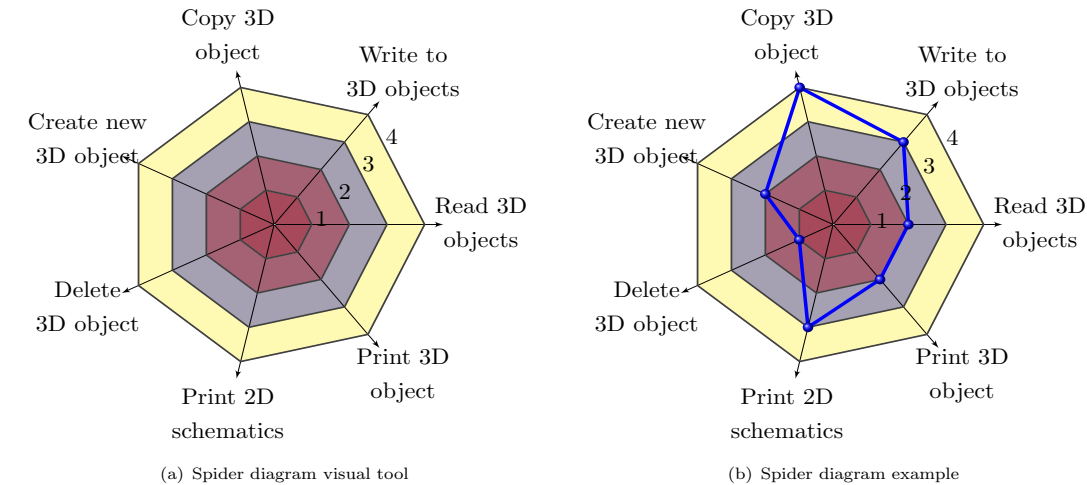 Copy 3D
object
Write to
3D objects
Create new
3D object
4
3
2
1
Read 3D
objects
Delete
3D object
Print 3D
object
Print 2D
schematics
(a) Spider diagram visual tool
Copy 3D
object
Write to
3D objects
Create new
3D object
4
3
2
1
Read 3D
objects
Delete
3D object
Print 3D
object
Print 2D
schematics
(b) Spider diagram example